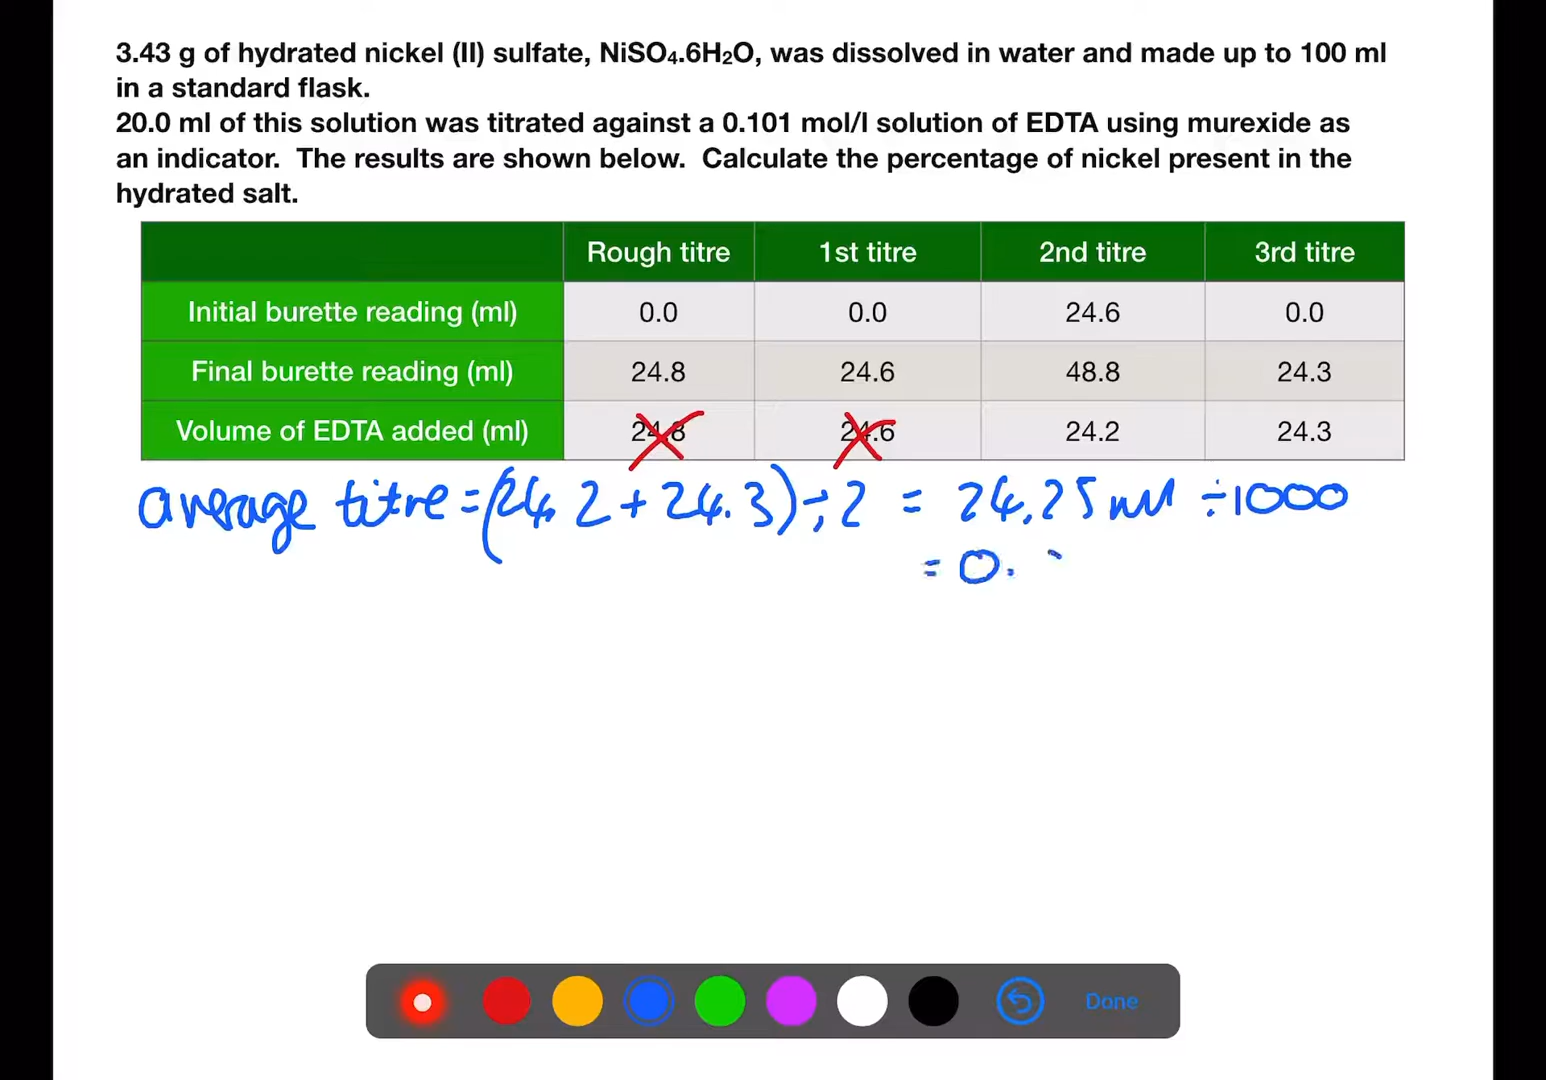 3.43 g of hydrated nickel (II) sulfate, NiSO₄.6H₂O, was dissolved in water and made up to 100 ml
in a standard flask.
20.0 ml of this solution was titrated against a 0.101 mol/l solution of EDTA using murexide as
an indicator. The results are shown below. Calculate the percentage of nickel present in the
hydrated salt.
Rough titre 1st titre 2nd titre 3rd titre
Initial burette reading (ml) 0.0 0.0 24.6 0.0
Final burette reading (ml) 24.8 24.6 48.8 24.3
Volume of EDTA added (ml) 24.8 24.6 24.2 24.3
average titre = (24.2 + 24.3) ÷ 2 = 24.25 ml ÷ 1000
= 0.
Done